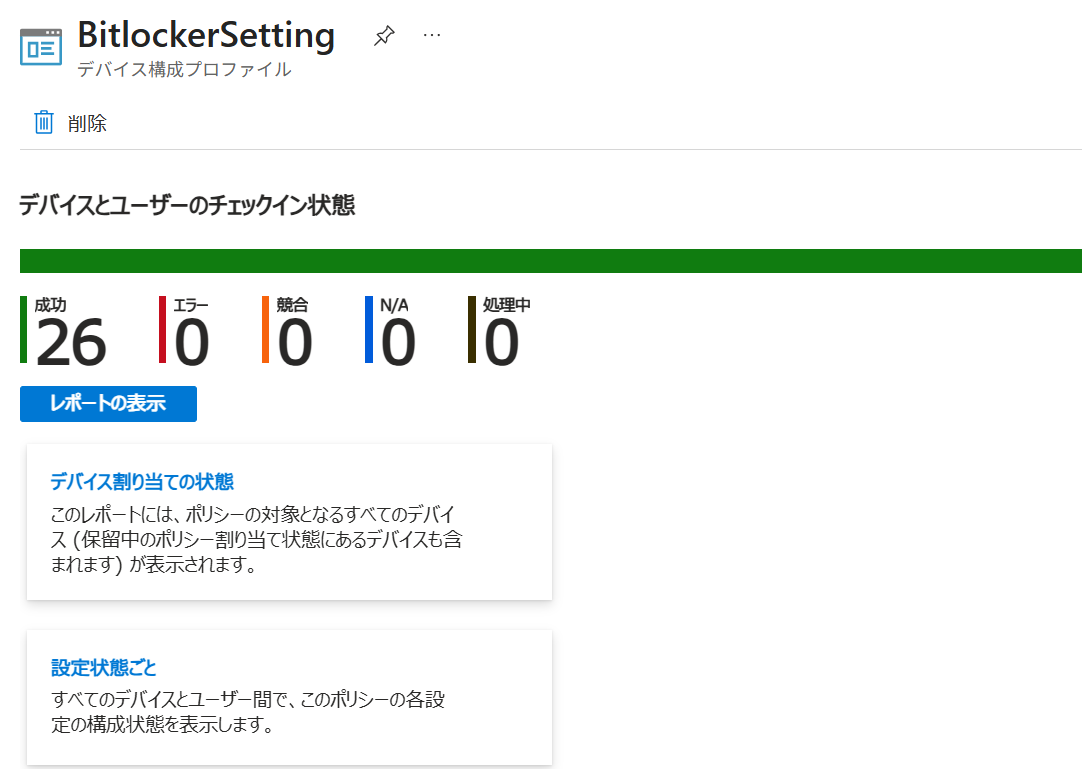 BitlockerSetting
デバイス構成プロファイル
削除
デバイスとユーザーのチェックイン状態
成功 エラー 競合 N/A 処理中
26 0 0 0 0
レポートの表示
デバイス割り当ての状態
このレポートには、ポリシーの対象となるすべてのデバイ
ス (保留中のポリシー割り当て状態にあるデバイスも含
まれます) が表示されます。
設定状態ごと
すべてのデバイスとユーザー間で、このポリシーの各設
定の構成状態を表示します。